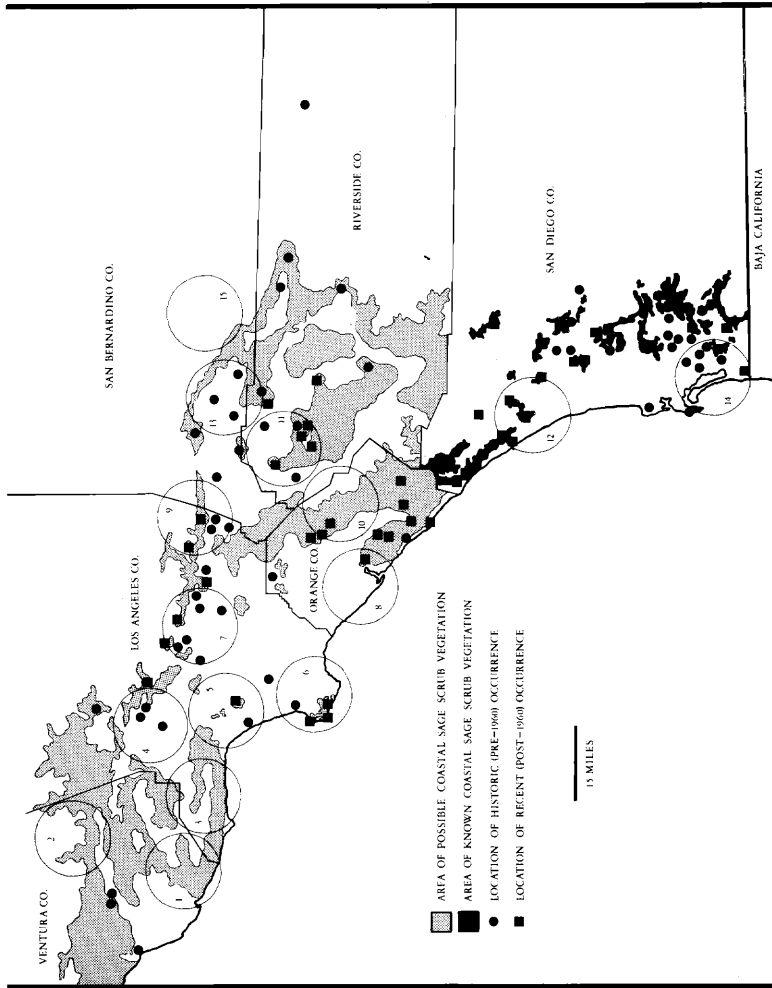 VENTURA CO.
LOS ANGELES CO.
SAN BERNARDINO CO.
ORANGE CO.
RIVERSIDE CO.
SAN DIEGO CO.
BAJA CALIFORNIA
1
2
3
4
5
6
7
8
9
10
11
12
13
14
15
AREA OF POSSIBLE COASTAL SAGE SCRUB VEGETATION
AREA OF KNOWN COASTAL SAGE SCRUB VEGETATION
LOCATION OF HISTORIC (PRE-1960) OCCURRENCE
LOCATION OF RECENT (POST-1960) OCCURRENCE
15 MILES